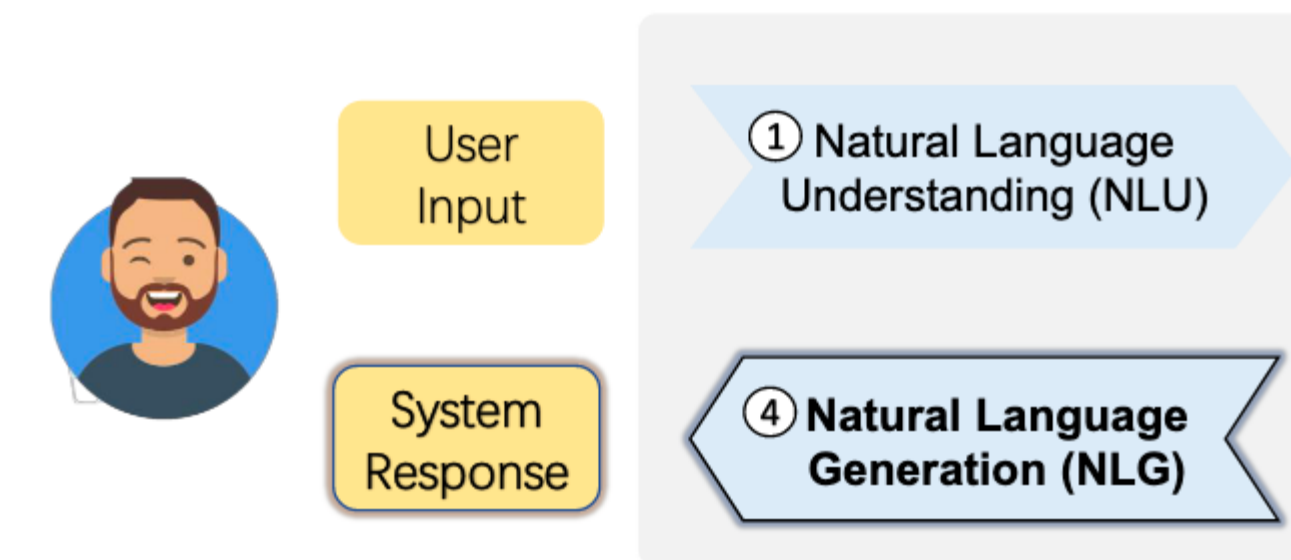 User
Input
① Natural Language
Understanding (NLU)
System
Response
④ Natural Language
Generation (NLG)